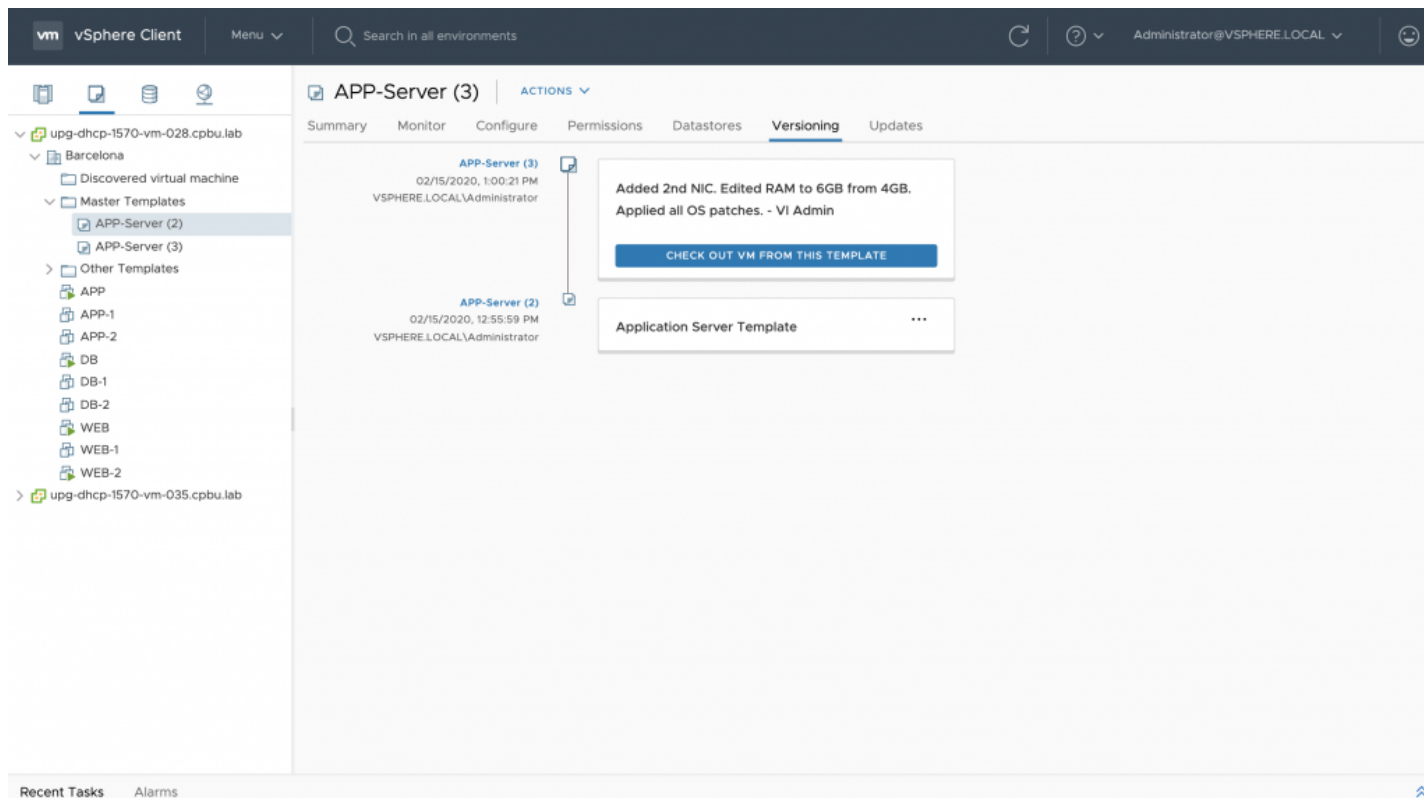 vm vSphere Client Menu Search in all environments Administrator@VSPHERE.LOCAL
APP-Server (3) ACTIONS
Summary Monitor Configure Permissions Datastores Versioning Updates
upg-dhcp-1570-vm-028.cpbu.lab
Barcelona
Discovered virtual machine
Master Templates
APP-Server (2)
APP-Server (3)
Other Templates
APP
APP-1
APP-2
DB
DB-1
DB-2
WEB
WEB-1
WEB-2
upg-dhcp-1570-vm-035.cpbu.lab
APP-Server (3)
02/15/2020, 1:00:21 PM
VSPHERE.LOCAL\Administrator
Added 2nd NIC. Edited RAM to 6GB from 4GB.
Applied all OS patches. - VI Admin
CHECK OUT VM FROM THIS TEMPLATE
APP-Server (2)
02/15/2020, 12:55:59 PM
VSPHERE.LOCAL\Administrator
Application Server Template ...
Recent Tasks Alarms